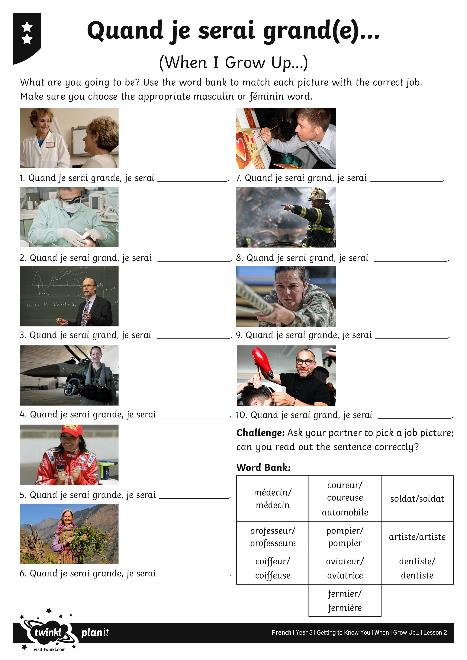 Quand je serai grand(e)...
(When I Grow Up...)
What are you going to be? Use the word bank to match each picture with the correct job.
Make sure you choose the appropriate masculin or féminin word.
1. Quand je serai grande, je serai ______________.
2. Quand je serai grand, je serai ______________.
3. Quand je serai grand, je serai ______________.
4. Quand je serai grande, je serai ______________.
5. Quand je serai grande, je serai ______________.
6. Quand je serai grande, je serai ______________.
7. Quand je serai grand, je serai ______________.
8. Quand je serai grand, je serai ______________.
9. Quand je serai grande, je serai ______________.
10. Quand je serai grand, je serai ______________.
Challenge: Ask your partner to pick a job picture;
can you read out the sentence correctly?
Word Bank:
médecin/
médecin
coureur/
coureuse
automobile
soldat/soldat
professeur/
professeure
pompier/
pompier
artiste/artiste
coiffeur/
coiffeuse
aviateur/
aviatrice
dentiste/
dentiste
fermier/
fermière
twinkl planit
visit twinkl.com
French | Year 5 | Getting to Know You | When I Grow Up... | Lesson 2